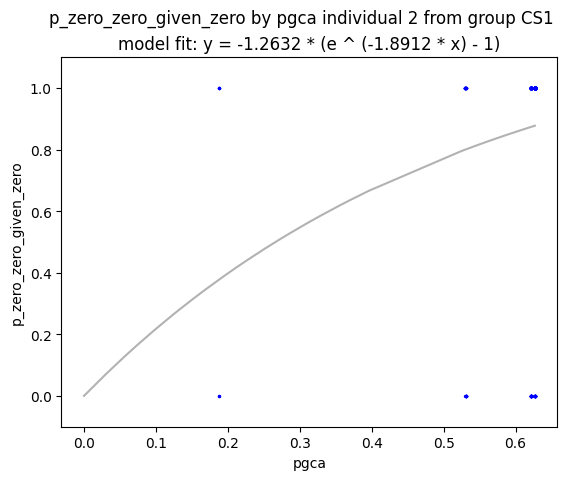 p_zero_zero_given_zero by pgca individual 2 from group CS1
model fit: y = -1.2632 * (e ^ (-1.8912 * x) - 1)
1.0
0.8
0.6
0.4
0.2
0.0
p_zero_zero_given_zero
0.0 0.1 0.2 0.3 0.4 0.5 0.6
pgca